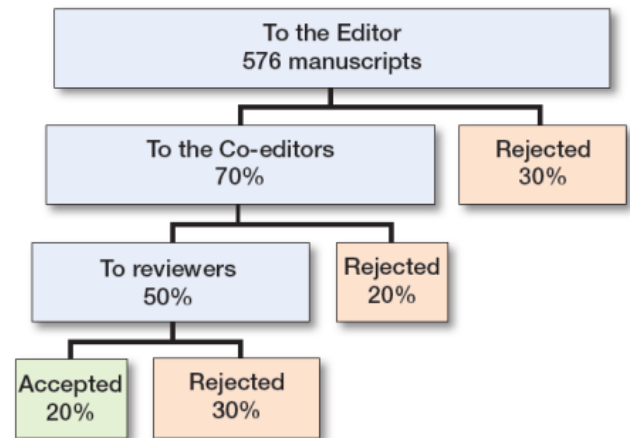 To the Editor
576 manuscripts
To the Co-editors
70%
Rejected
30%
To reviewers
50%
Rejected
20%
Accepted
20%
Rejected
30%